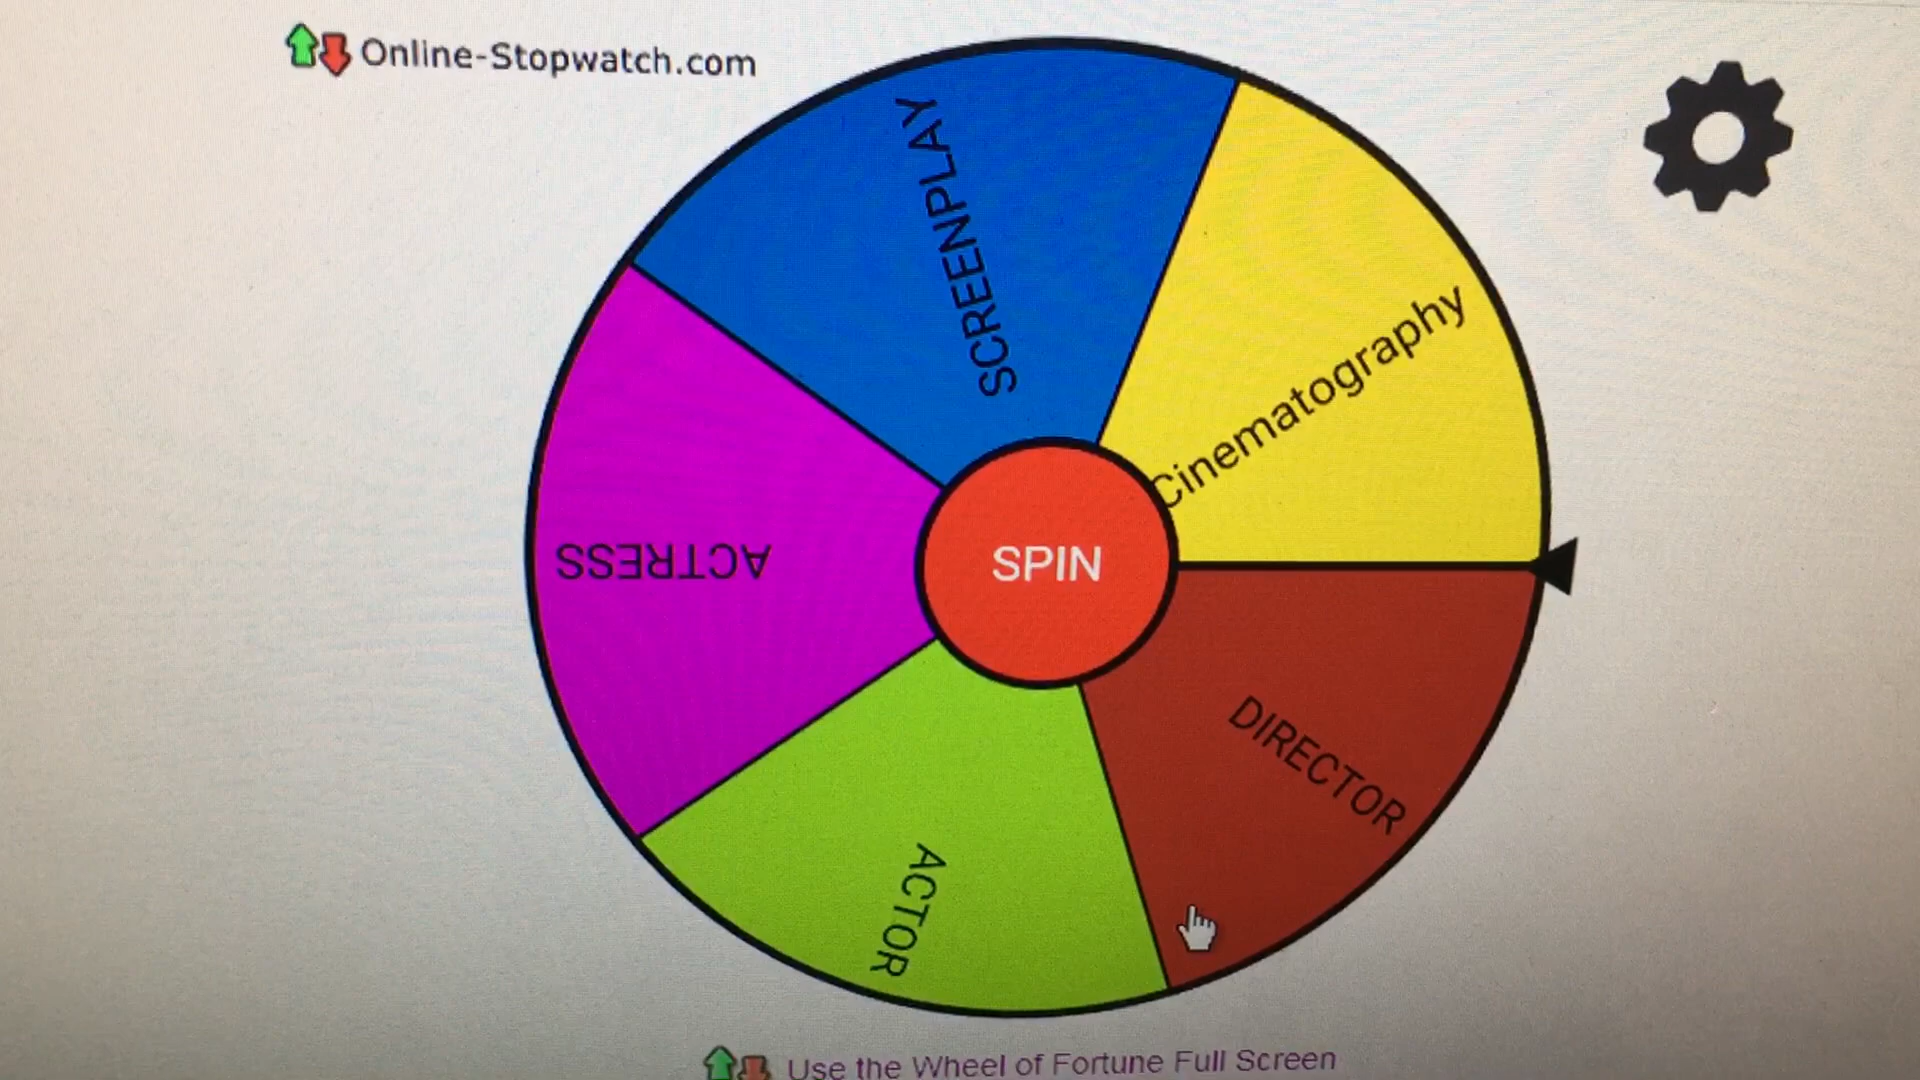 Online-Stopwatch.com
SCREENPLAY
Cinematography
ACTRESS
SPIN
DIRECTOR
ACTOR
Use the Wheel of Fortune Full Screen